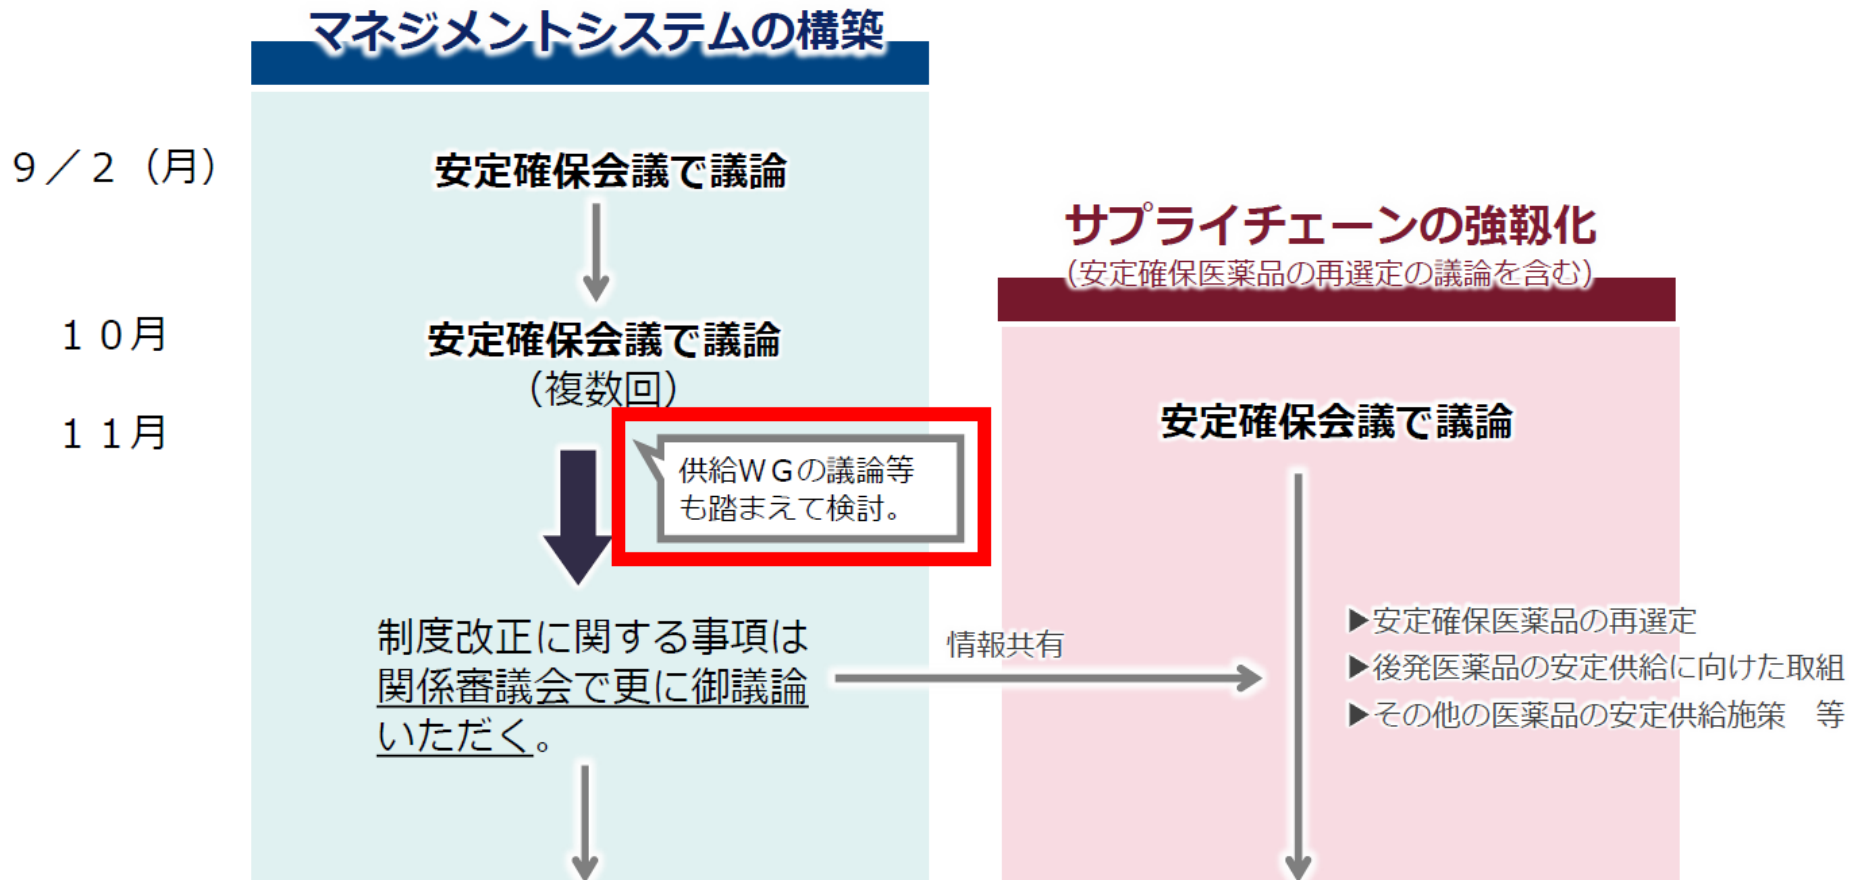 マネジメントシステムの構築
９／２（月）
安定確保会議で議論
サプライチェーンの強靱化
（安定確保医薬品の再選定の議論を含む）
１０月
安定確保会議で議論
（複数回）
１１月
安定確保会議で議論
供給ＷＧの議論等
も踏まえて検討。
制度改正に関する事項は
関係審議会で更に御議論
いただく。
情報共有
▶安定確保医薬品の再選定
▶後発医薬品の安定供給に向けた取組
▶その他の医薬品の安定供給施策　等